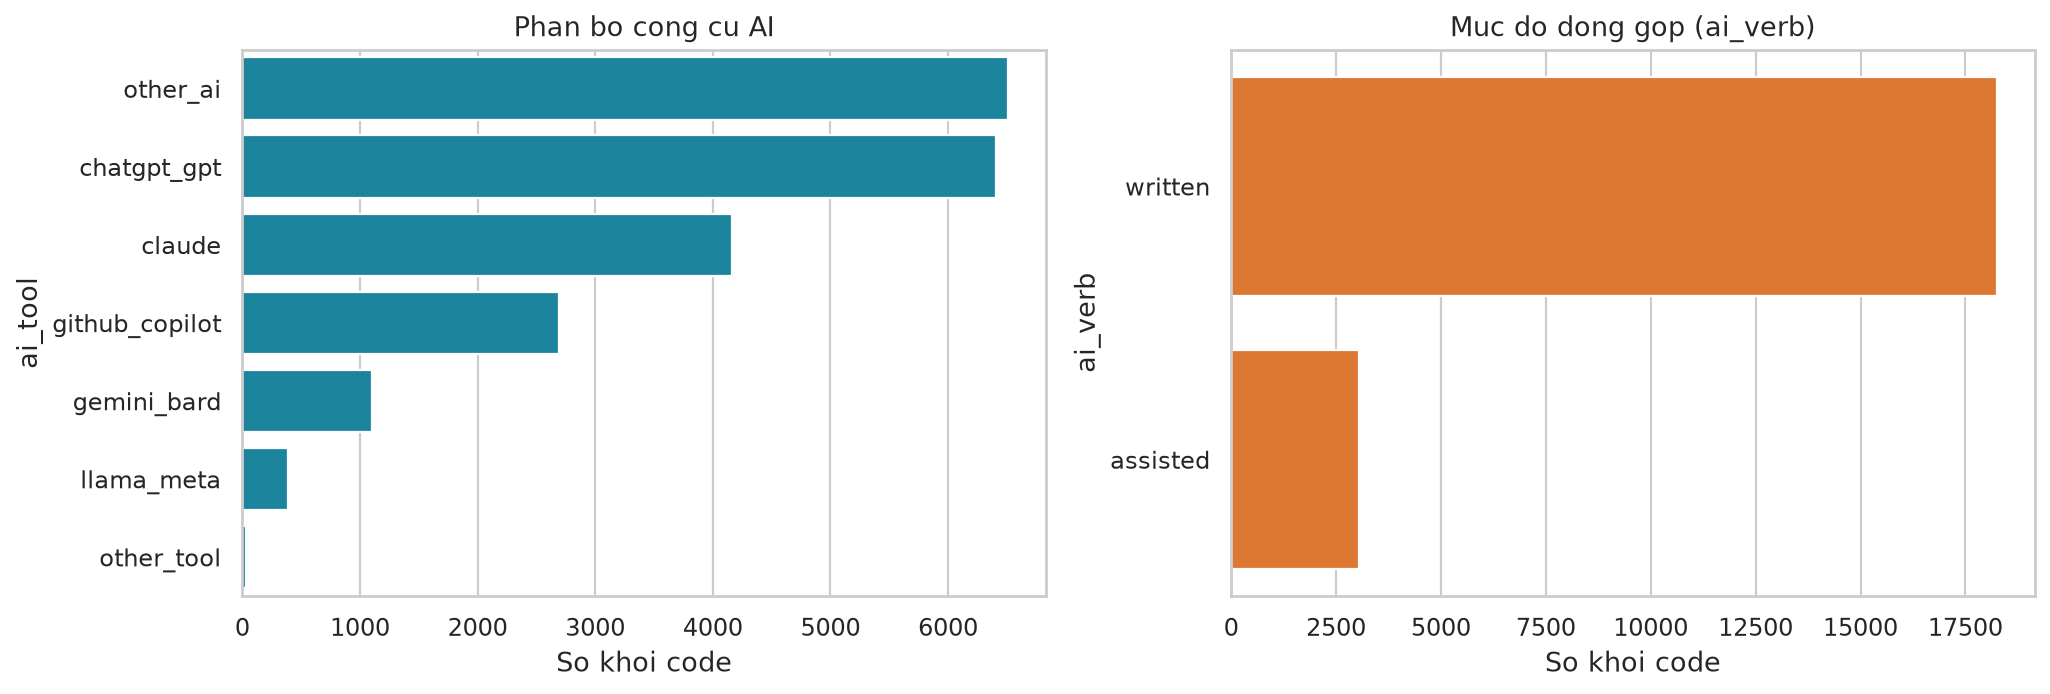 Phan bo cong cu AI
ai_tool
other_ai
chatgpt_gpt
claude
github_copilot
gemini_bard
llama_meta
other_tool
0 1000 2000 3000 4000 5000 6000
So khoi code
Muc do dong gop (ai_verb)
ai_verb
written
assisted
0 2500 5000 7500 10000 12500 15000 17500
So khoi code